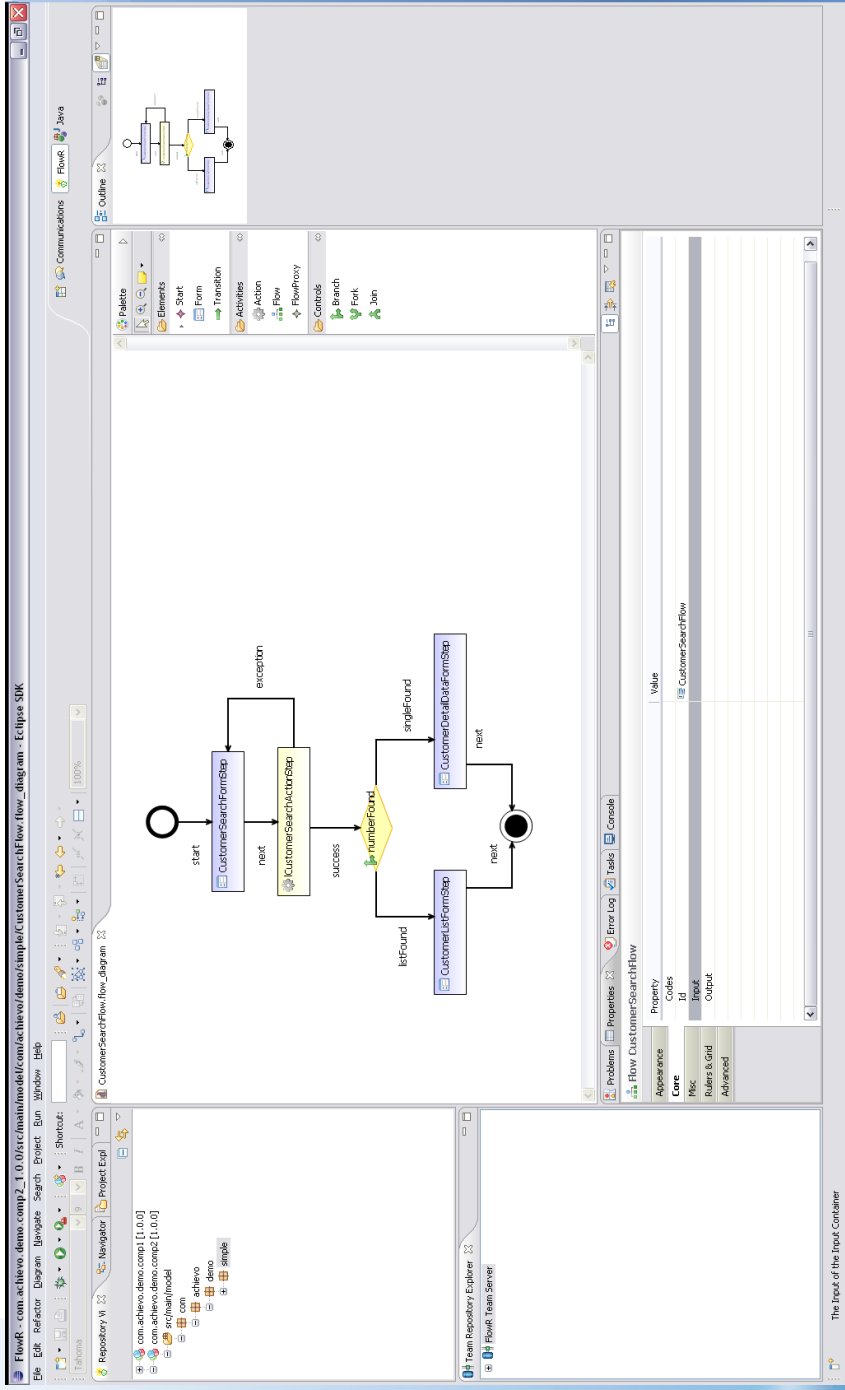 FlowR - com.achievo.demo.comp2_1.0.0/src/main/model/com/achievo/demo/simple/CustomerSearchFlow.flow_diagram - Eclipse SDK
File Edit Refactor Diagram Navigate Search Project Run Window Help
Shortcut:
Communications FlowR Java
Tahoma 9 B I A 100%
Repository Vi Navigator Project Expl
com.achievo.demo.comp1 [1.0.0]
com.achievo.demo.comp2 [1.0.0]
src/main/model
com
achievo
demo
simple
Team Repository Explorer
FlowR Team Server
CustomerSearchFlow.flow_diagram
start
CustomerSearchFormStep
next
exception
ICustomerSearchActionStep
success
numberFound
listFound
singleFound
CustomerListFormStep
CustomerDetailDataFormStep
next
next
Palette
Elements
Start
Form
Transition
Activities
Action
Flow
FlowProxy
Controls
Branch
Fork
Join
Outline
Problems Properties Error Log Tasks Console
Flow CustomerSearchFlow
Appearance
Core
Misc
Rulers & Grid
Advanced
Property Value
Codes
Id CustomerSearchFlow
Input
Output
The Input of the Input Container